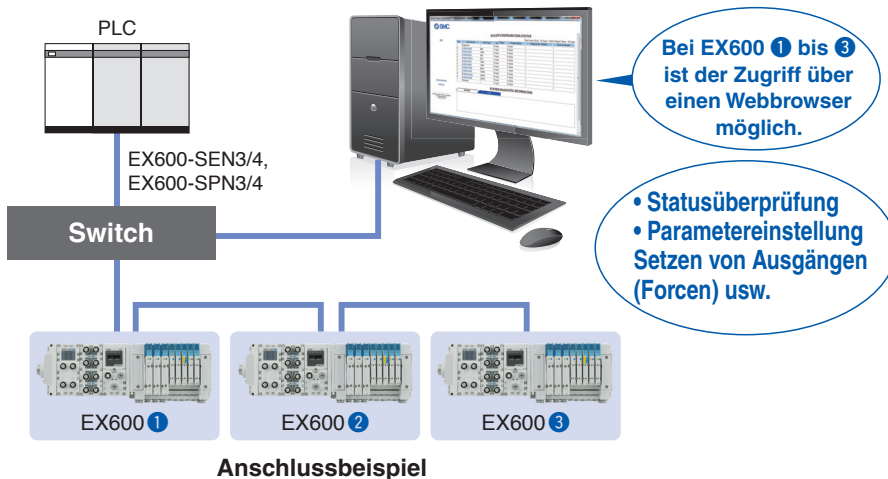 PLC
SMC
Bei EX600 ❶ bis ❸
ist der Zugriff über
einen Webbrowser
möglich.
EX600-SEN3/4,
EX600-SPN3/4
Switch
• Statusüberprüfung
• Parametereinstellung
Setzen von Ausgängen
(Forcen) usw.
EX600 ❶
EX600 ❷
EX600 ❸
Anschlussbeispiel